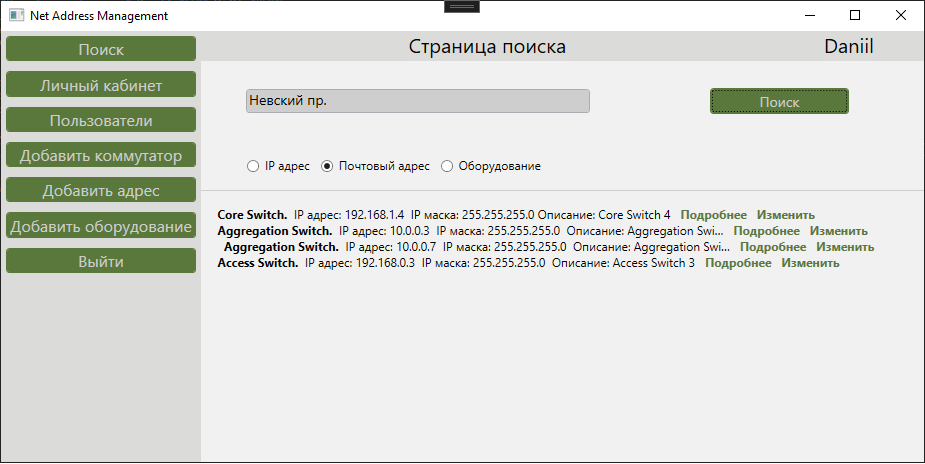 Net Address Management
Страница поиска
Daniil
Поиск
Личный кабинет
Пользователи
Добавить коммутатор
Добавить адрес
Добавить оборудование
Выйти
Невский пр.
Поиск
IP адрес
Почтовый адрес
Оборудование
Core Switch. IP адрес: 192.168.1.4 IP маска: 255.255.255.0 Описание: Core Switch 4 Подробнее Изменить
Aggregation Switch. IP адрес: 10.0.0.3 IP маска: 255.255.255.0 Описание: Aggregation Swi... Подробнее Изменить
Aggregation Switch. IP адрес: 10.0.0.7 IP маска: 255.255.255.0 Описание: Aggregation Swi... Подробнее Изменить
Access Switch. IP адрес: 192.168.0.3 IP маска: 255.255.255.0 Описание: Access Switch 3 Подробнее Изменить